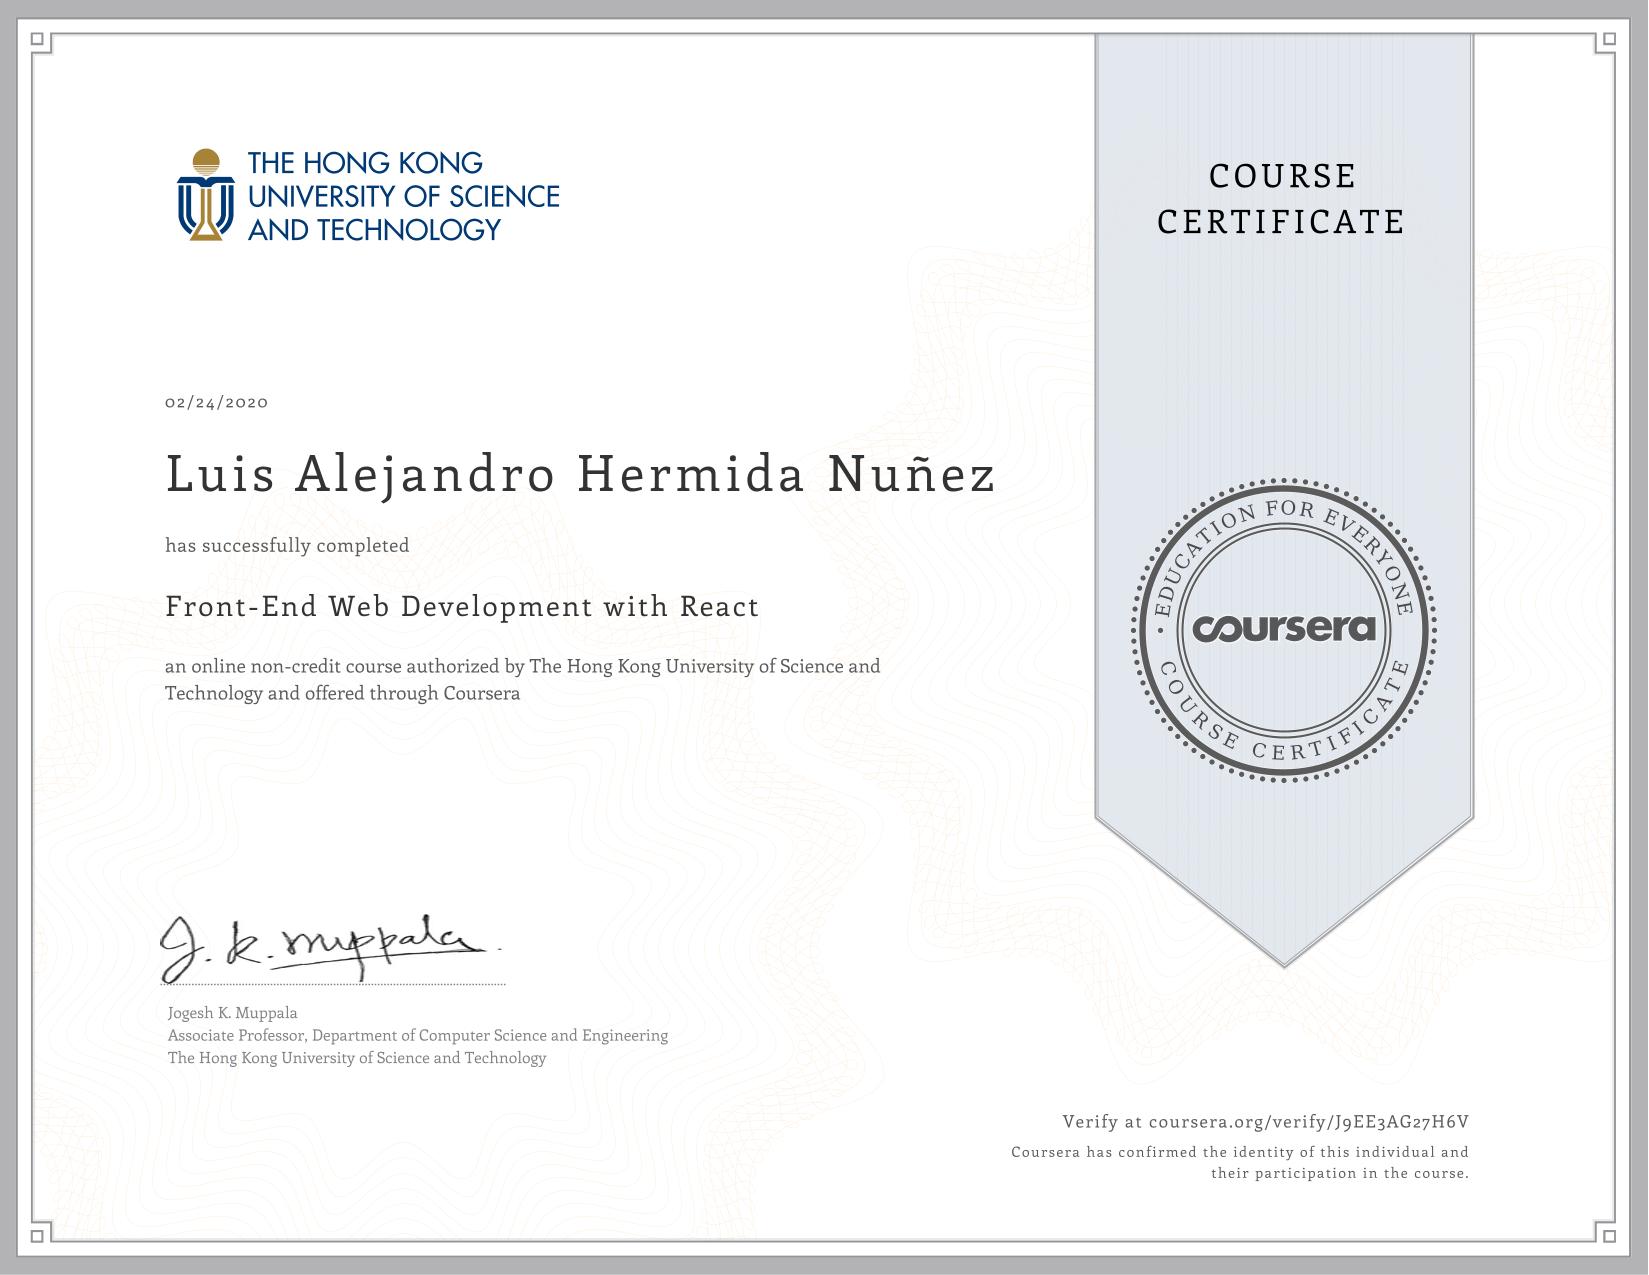 THE HONG KONG
UNIVERSITY OF SCIENCE
AND TECHNOLOGY
COURSE
CERTIFICATE
02/24/2020
Luis Alejandro Hermida Nuñez
has successfully completed
Front-End Web Development with React
an online non-credit course authorized by The Hong Kong University of Science and
Technology and offered through Coursera
• EDUCATION FOR EVERYONE
coursera
COURSE CERTIFICATE
J. K. Muppala.
Jogesh K. Muppala
Associate Professor, Department of Computer Science and Engineering
The Hong Kong University of Science and Technology
Verify at coursera.org/verify/J9EE3AG27H6V
Coursera has confirmed the identity of this individual and
their participation in the course.